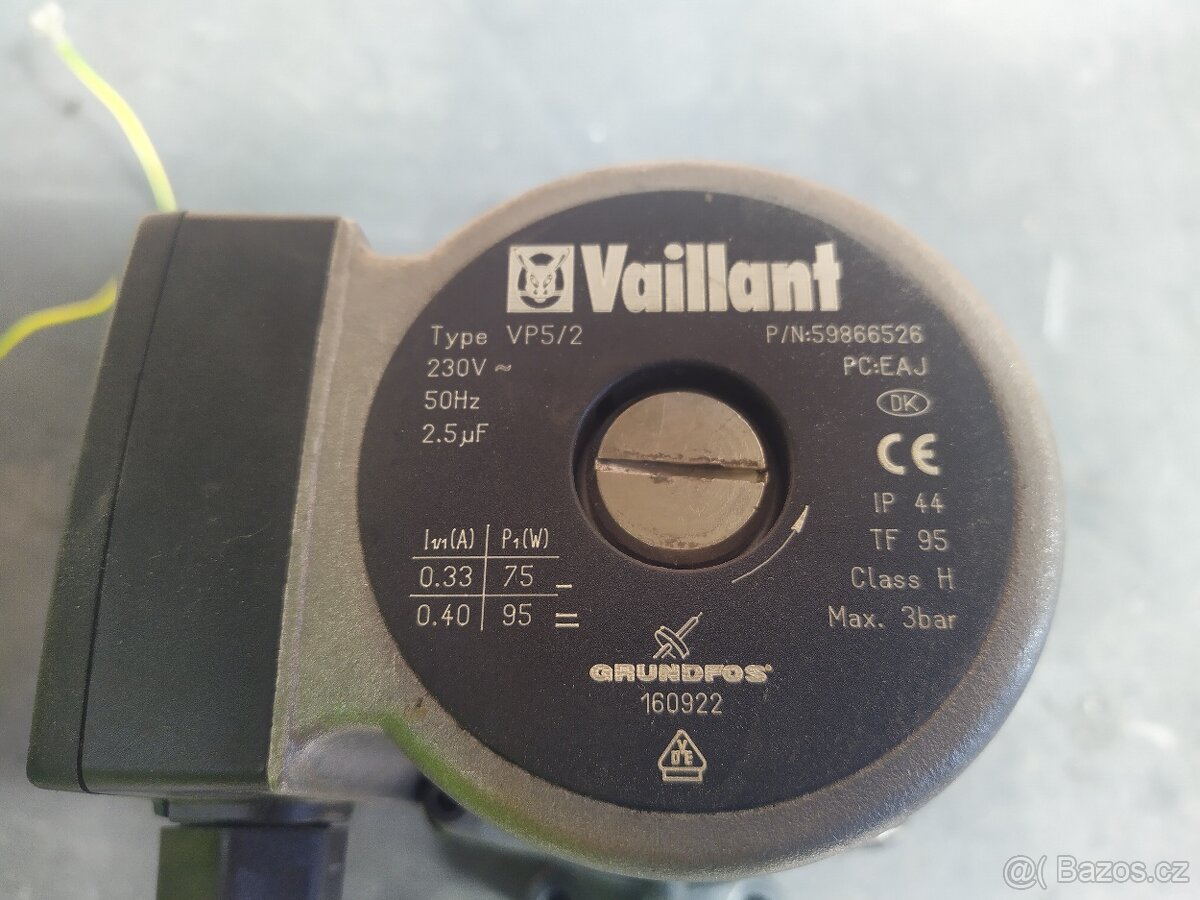 Vaillant
Type VP5/2
P/N:59866526
230V ~
PC:EAJ
50Hz
DK
2.5µF
CE
IP 44
TF 95
I1/1(A) P1(W)
Class H
0.33 75
0.40 95
Max. 3bar
GRUNDFOS
160922
VDE
@( Bazos.cz